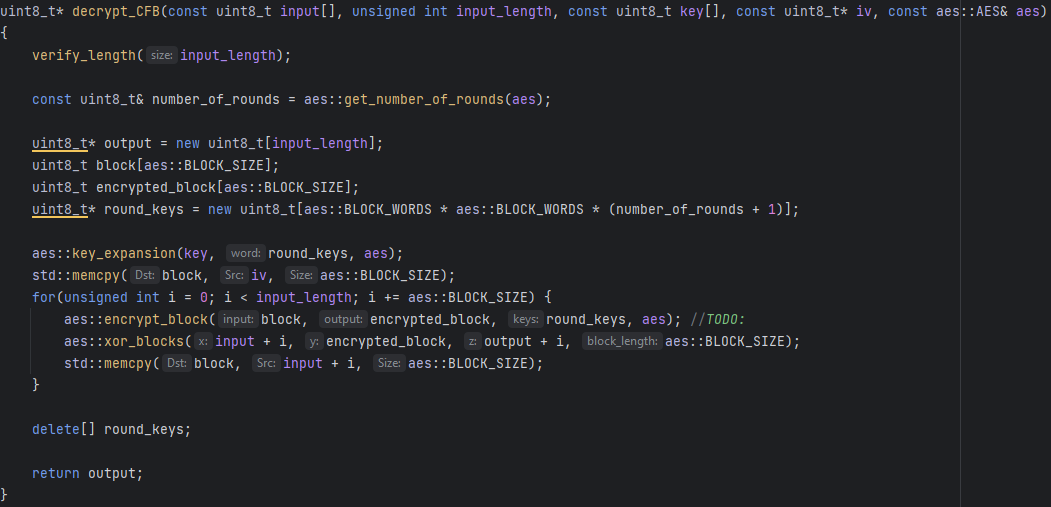 uint8_t* decrypt_CFB(const uint8_t input[], unsigned int input_length, const uint8_t key[], const uint8_t* iv, const aes::AES& aes)
{
    verify_length( size: input_length);

    const uint8_t& number_of_rounds = aes::get_number_of_rounds(aes);

    uint8_t* output = new uint8_t[input_length];
    uint8_t block[aes::BLOCK_SIZE];
    uint8_t encrypted_block[aes::BLOCK_SIZE];
    uint8_t* round_keys = new uint8_t[aes::BLOCK_WORDS * aes::BLOCK_WORDS * (number_of_rounds + 1)];

    aes::key_expansion(key, word: round_keys, aes);
    std::memcpy( Dst: block, Src: iv, Size: aes::BLOCK_SIZE);
    for(unsigned int i = 0; i < input_length; i += aes::BLOCK_SIZE) {
        aes::encrypt_block( input: block, output: encrypted_block, keys: round_keys, aes); //TODO:
        aes::xor_blocks( x: input + i, y: encrypted_block, z: output + i, block_length: aes::BLOCK_SIZE);
        std::memcpy( Dst: block, Src: input + i, Size: aes::BLOCK_SIZE);
    }

    delete[] round_keys;

    return output;
}